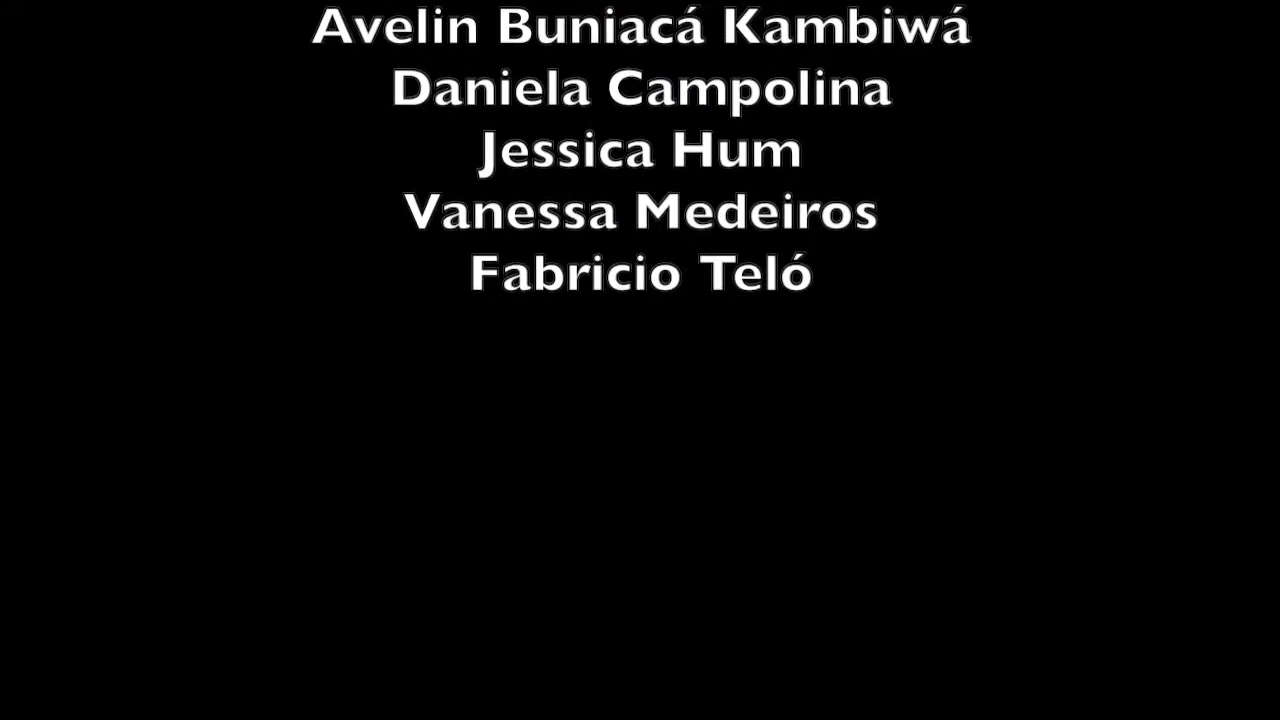 Avelin Buniacá Kambiwá
Daniela Campolina
Jessica Hum
Vanessa Medeiros
Fabricio Teló